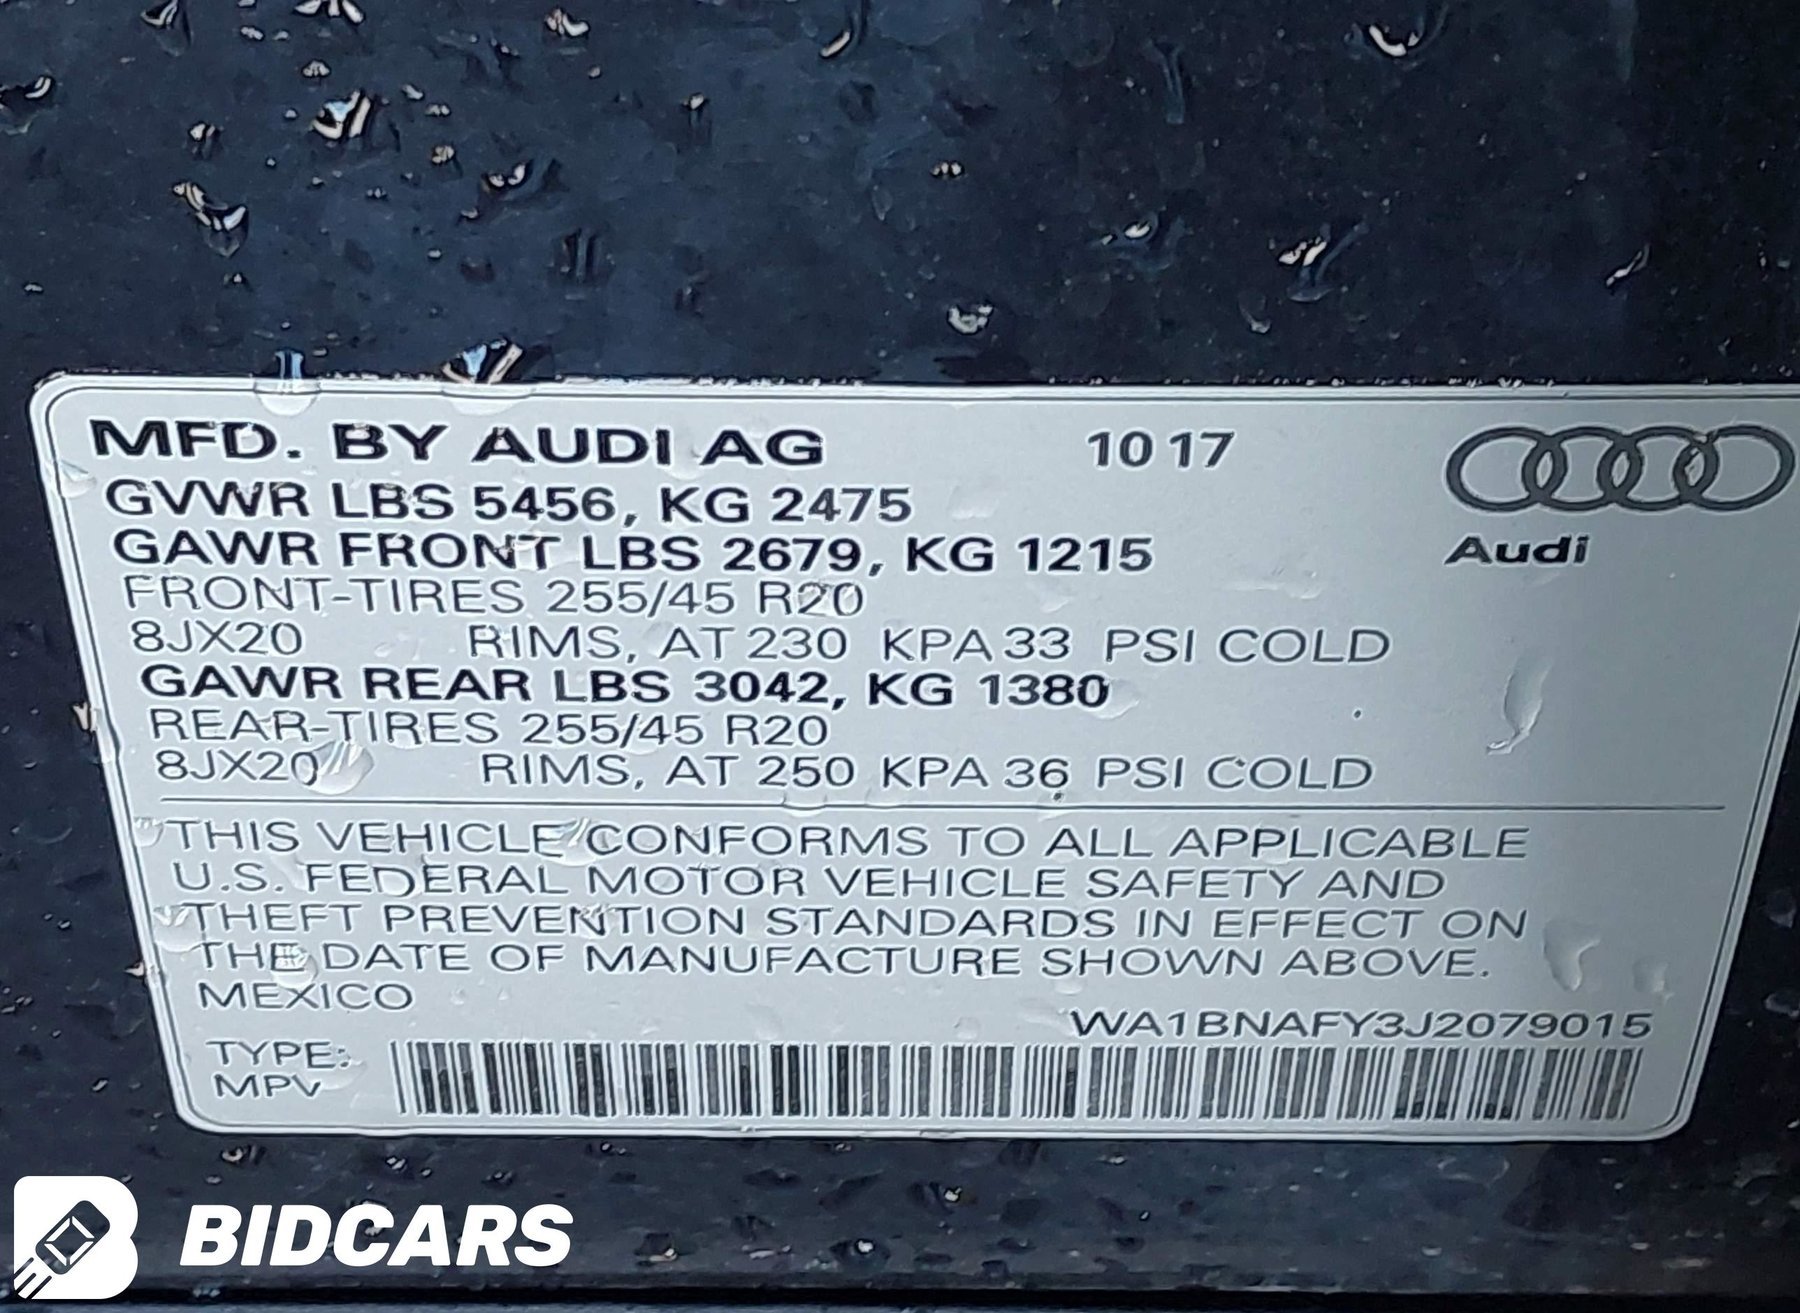 MFD. BY AUDI AG 10 17
GVWR LBS 5456, KG 2475
GAWR FRONT LBS 2679, KG 1215
Audi
FRONT-TIRES 255/45 R20
8JX20 RIMS, AT 230 KPA 33 PSI COLD
GAWR REAR LBS 3042, KG 1380
REAR-TIRES 255/45 R20
8JX20 RIMS, AT 250 KPA 36 PSI COLD
THIS VEHICLE CONFORMS TO ALL APPLICABLE
U.S. FEDERAL MOTOR VEHICLE SAFETY AND
THEFT PREVENTION STANDARDS IN EFFECT ON
THE DATE OF MANUFACTURE SHOWN ABOVE.
MEXICO
WA1BNAFY3J2079015
TYPE:
MPV
BIDCARS